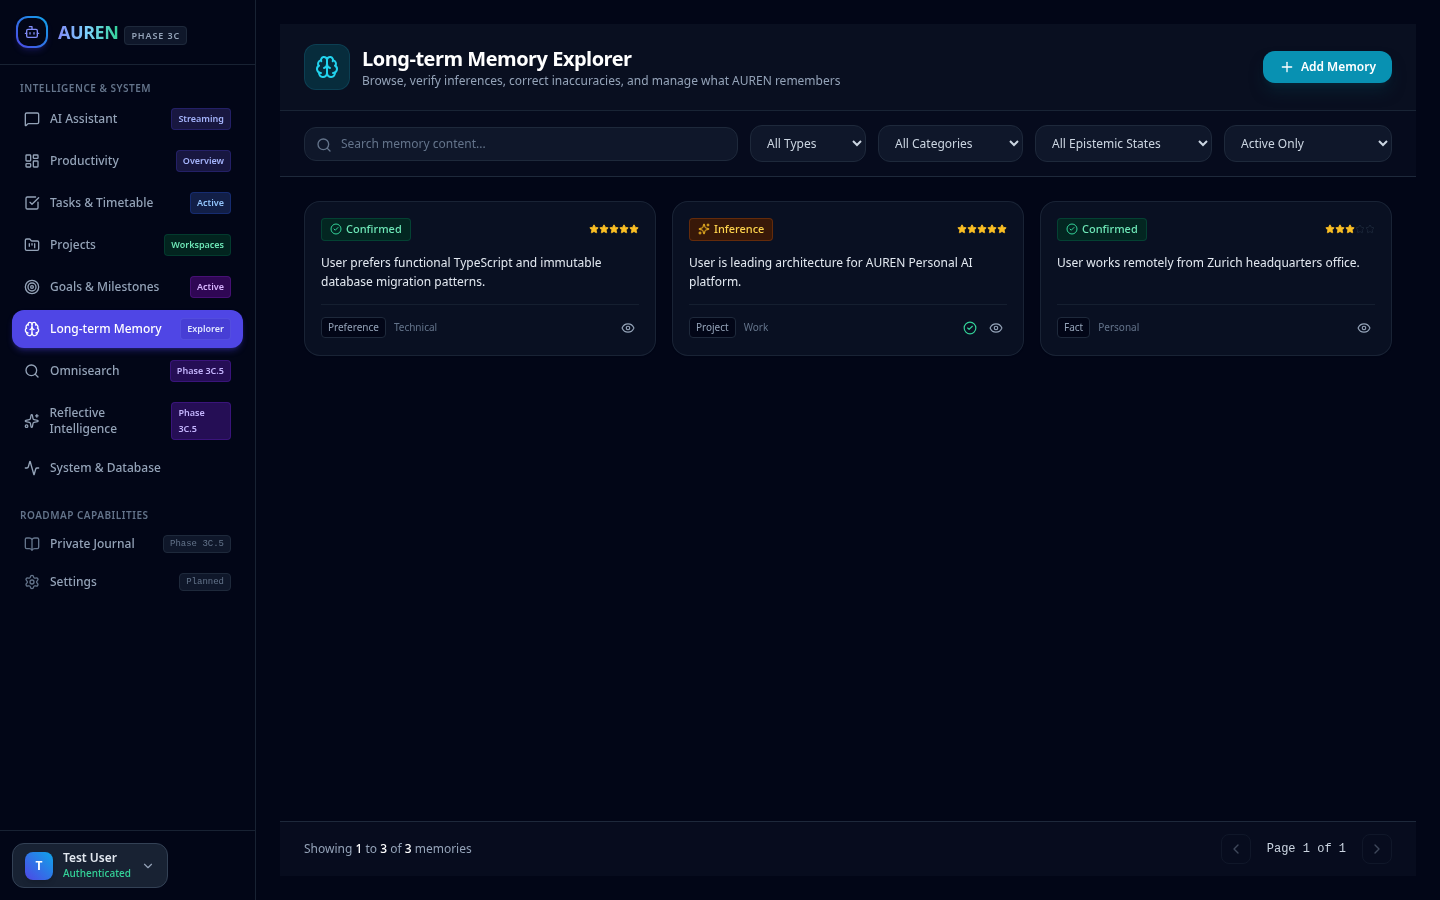 AUREN PHASE 3C
INTELLIGENCE & SYSTEM
AI Assistant Streaming
Productivity Overview
Tasks & Timetable Active
Projects Workspaces
Goals & Milestones Active
Long-term Memory Explorer
Omnisearch Phase 3C.5
Reflective Phase
Intelligence 3C.5
System & Database
ROADMAP CAPABILITIES
Private Journal Phase 3C.5
Settings Planned
T Test User
Authenticated
Long-term Memory Explorer
Browse, verify inferences, correct inaccuracies, and manage what AUREN remembers
Add Memory
Search memory content...
All Types
All Categories
All Epistemic States
Active Only
Confirmed
User prefers functional TypeScript and immutable
database migration patterns.
Preference Technical
Inference
User is leading architecture for AUREN Personal AI
platform.
Project Work
Confirmed
User works remotely from Zurich headquarters office.
Fact Personal
Showing 1 to 3 of 3 memories
Page 1 of 1